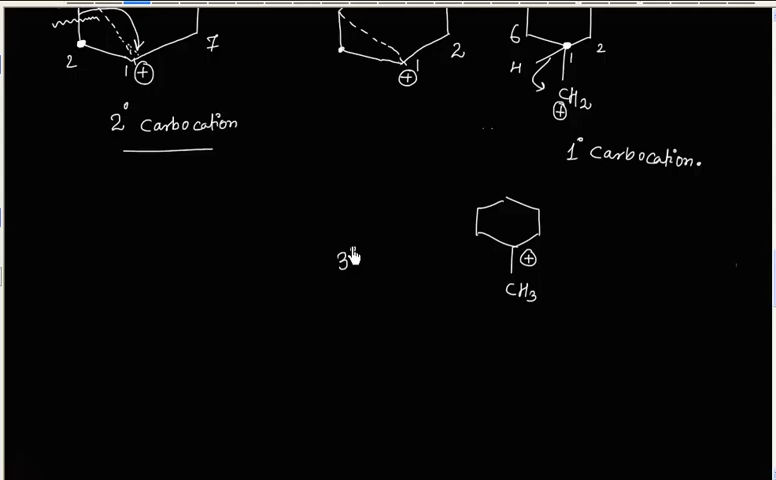 7
2
1
⊕
2° Carbocation
1
2
⊕
6
2
H
1
CH2
⊕
1° Carbocation.
3°
⊕
CH3